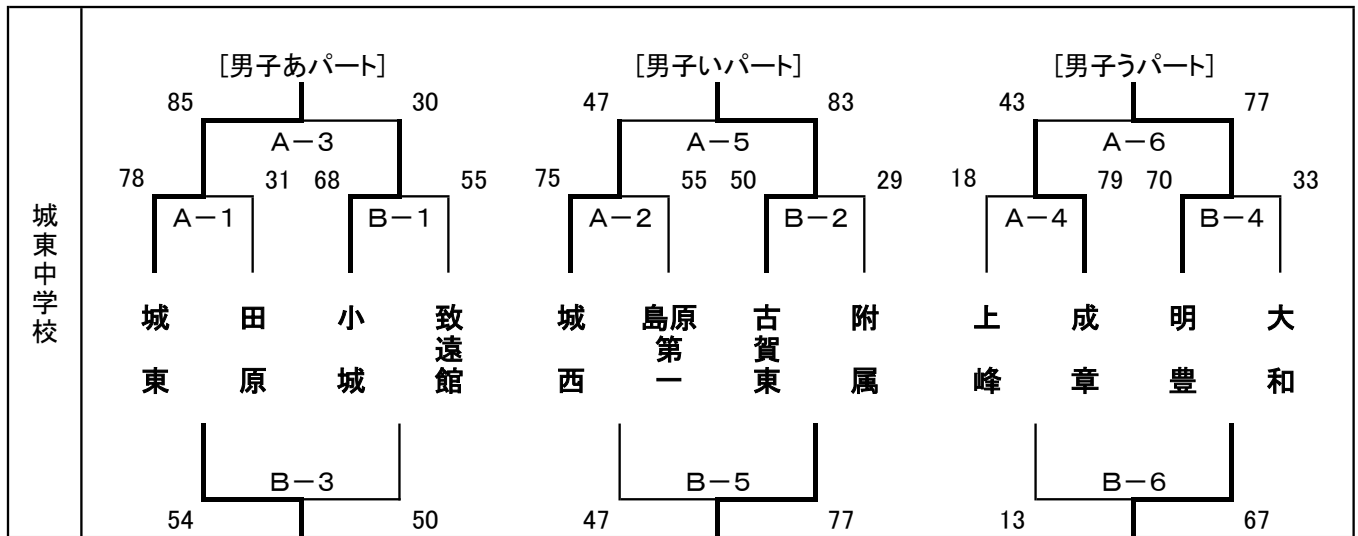 城東中学校
[男子あパート] [男子いパート] [男子うパート]
85 30 47 83 43 77
A-3 A-5 A-6
78 31 68 55 75 55 50 29 18 79 70 33
A-1 B-1 A-2 B-2 A-4 B-4
城東 田原 小城 致遠館 城西 島原第一 古賀東 附属 上峰 成章 明豊 大和
B-3 B-5 B-6
54 50 47 77 13 67